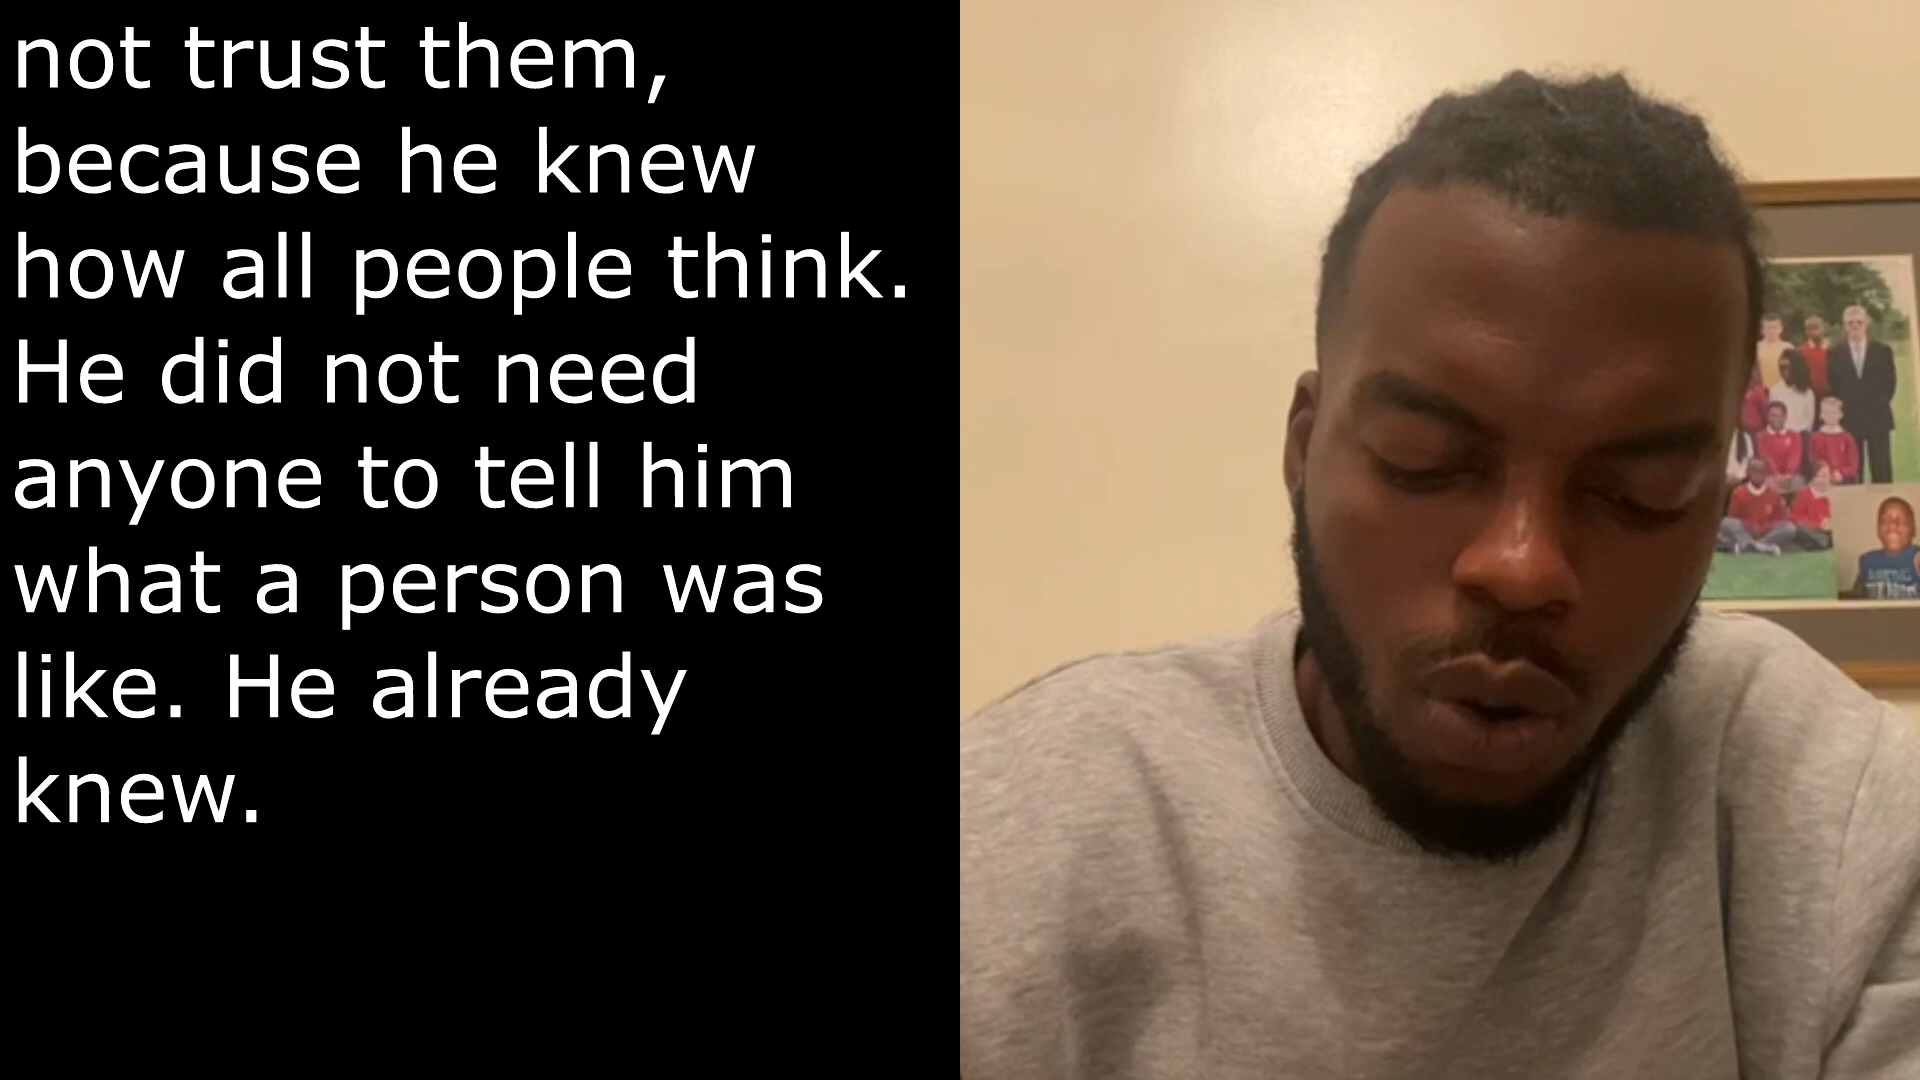 not trust them,
because he knew
how all people think.
He did not need
anyone to tell him
what a person was
like. He already
knew.